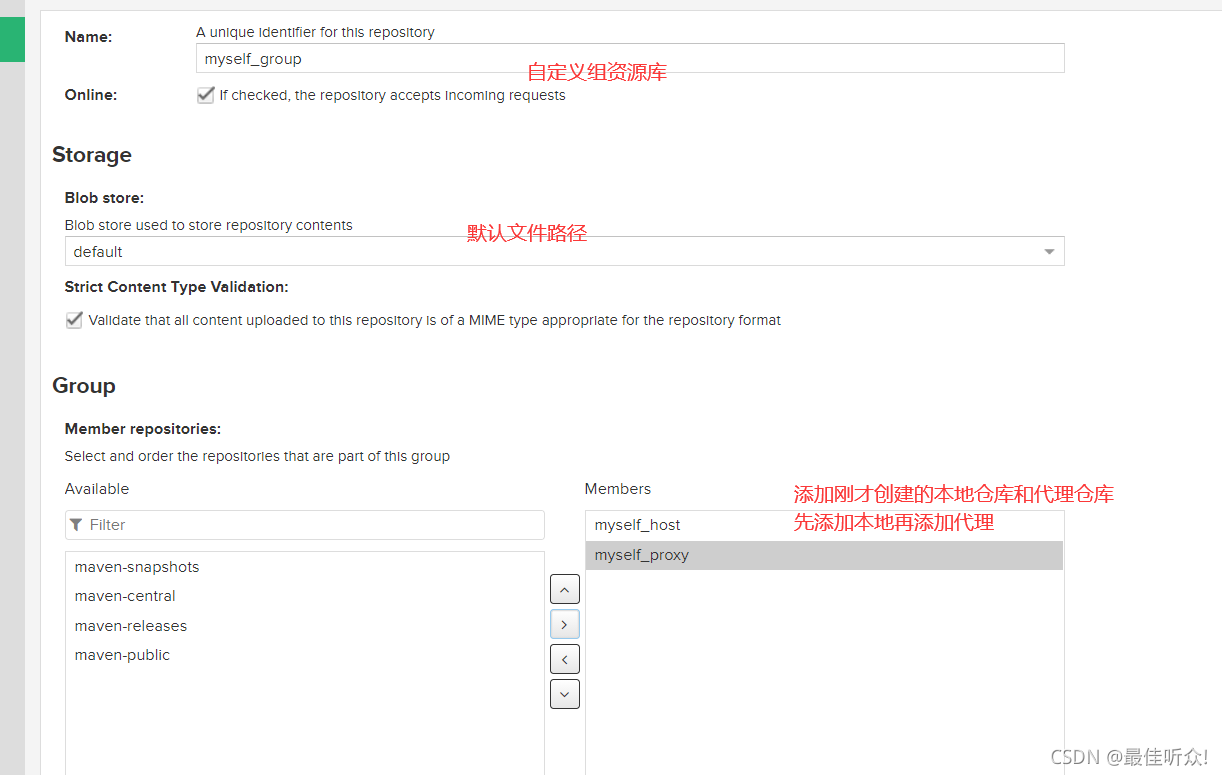 Name:
A unique identifier for this repository
myself_group
自定义组资源库
Online:
If checked, the repository accepts incoming requests
Storage
Blob store:
Blob store used to store repository contents
默认文件路径
default
Strict Content Type Validation:
Validate that all content uploaded to this repository is of a MIME type appropriate for the repository format
Group
Member repositories:
Select and order the repositories that are part of this group
Available
Members
添加刚才创建的本地仓库和代理仓库
先添加本地再添加代理
Filter
myself_host
myself_proxy
maven-snapshots
maven-central
maven-releases
maven-public
CSDN @最佳听众!